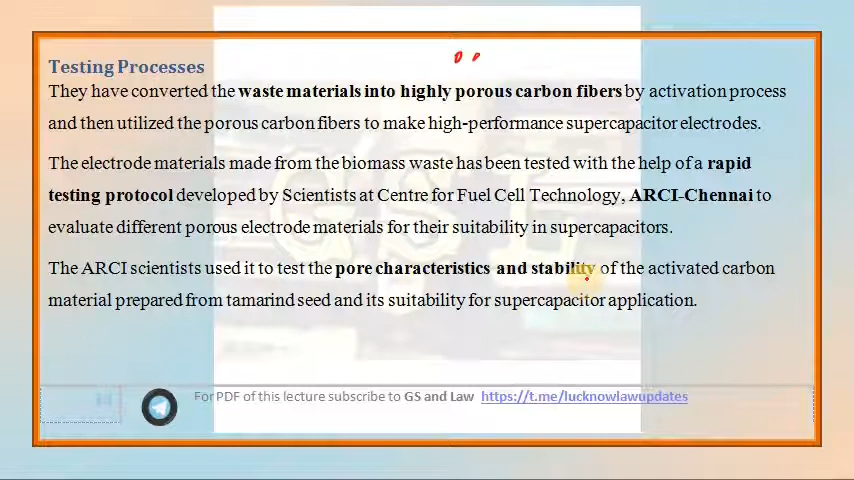 Testing Processes
They have converted the waste materials into highly porous carbon fibers by activation process
and then utilized the porous carbon fibers to make high-performance supercapacitor electrodes.
The electrode materials made from the biomass waste has been tested with the help of a rapid
testing protocol developed by Scientists at Centre for Fuel Cell Technology, ARCI-Chennai to
evaluate different porous electrode materials for their suitability in supercapacitors.
The ARCI scientists used it to test the pore characteristics and stability of the activated carbon
material prepared from tamarind seed and its suitability for supercapacitor application.
For PDF of this lecture subscribe to GS and Law https://t.me/lucknowlawupdates